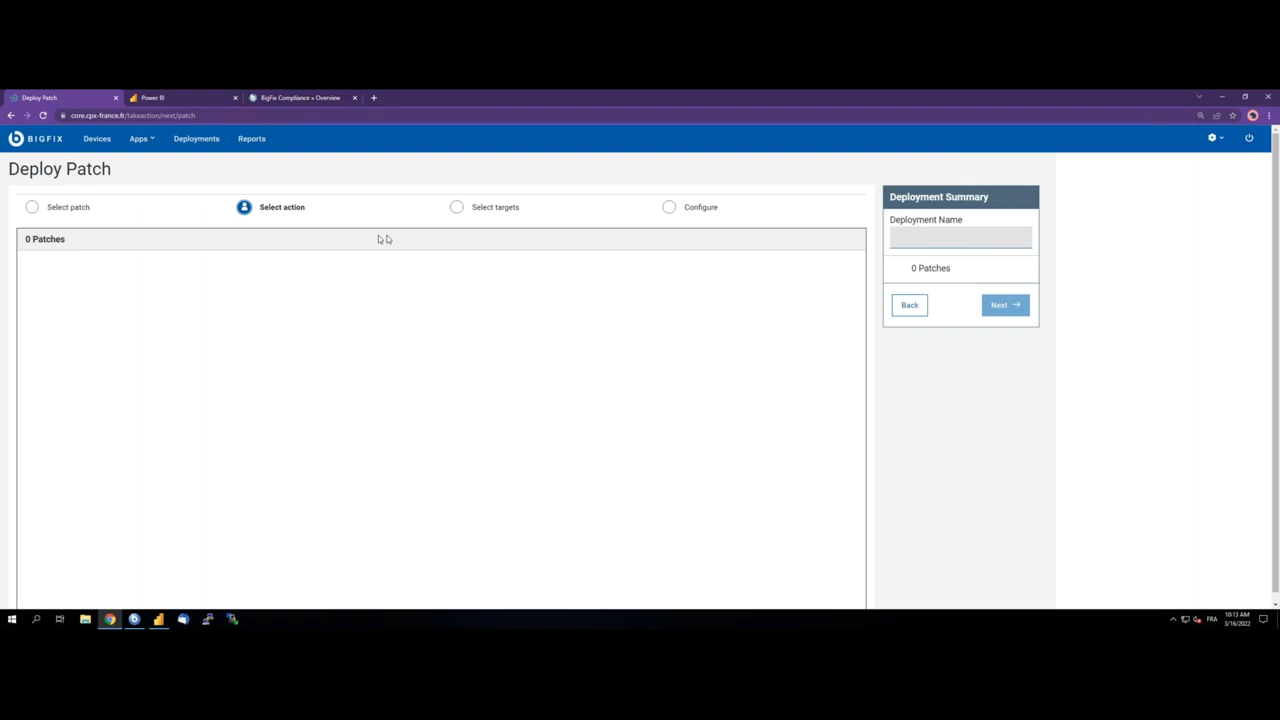 Deploy Patch
Power BI
BigFix Compliance » Overview
core.cpx-france.fr/takxaction/next/patch
BIGFIX
Devices
Apps
Deployments
Reports
Deploy Patch
Select patch
Select action
Select targets
Configure
0 Patches
Deployment Summary
Deployment Name
0 Patches
Back
Next
FRA
10:13 AM
3/16/2022